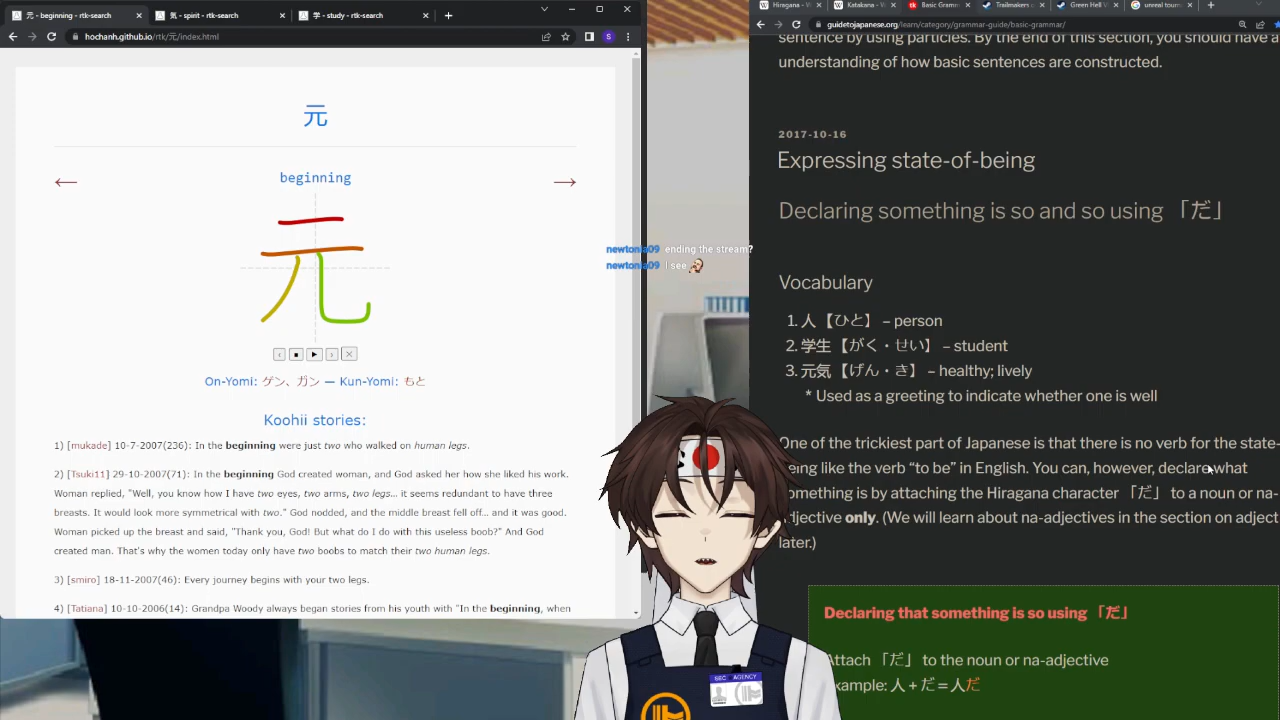 元 - beginning - rtk-search
気 - spirit - rtk-search
学 - study - rtk-search
hochanh.github.io/rtk/元/index.html
元
beginning
On-Yomi: ゲン、ガン — Kun-Yomi: もと
Koohii stories:
1) [mukade] 10-7-2007(236): In the beginning were just two who walked on human legs.
2) [Tsuki11] 29-10-2007(71): In the beginning God created woman, and God asked her how she liked his work.
Woman replied, "Well, you know how I have two eyes, two arms, two legs... it seems redundant to have three
breasts. It would look more symmetrical with two." God nodded, and the middle breast fell off... and it was good.
Woman picked up the breast and said, "Thank you, God! But what do I do with this useless boob?" And God
created man. That's why the women today only have two boobs to match their two human legs.
3) [smiro] 18-11-2007(46): Every journey begins with your two legs.
4) [Tatiana] 10-10-2006(14): Grandpa Woody always began stories from his youth with "In the beginning, when
newtonia09 ending the stream?
newtonia09 I see
Hiragana - W
Katakana - V
Basic Gramm
Trailmakers c
Green Hell V
unreal tourn
guidetojapanese.org/learn/category/grammar-guide/basic-grammar/
sentence by using particles. By the end of this section, you should have a
understanding of how basic sentences are constructed.
2017-10-16
Expressing state-of-being
Declaring something is so and so using 「だ」
Vocabulary
1. 人 【ひと】 – person
2. 学生 【がく・せい】 – student
3. 元気 【げん・き】 – healthy; lively
* Used as a greeting to indicate whether one is well
One of the trickiest part of Japanese is that there is no verb for the state-
being like the verb “to be” in English. You can, however, declare what
something is by attaching the Hiragana character 「だ」 to a noun or na-
adjective only. (We will learn about na-adjectives in the section on adject
later.)
Declaring that something is so using 「だ」
Attach 「だ」 to the noun or na-adjective
Example: 人 + だ = 人だ
SEC AGENCY